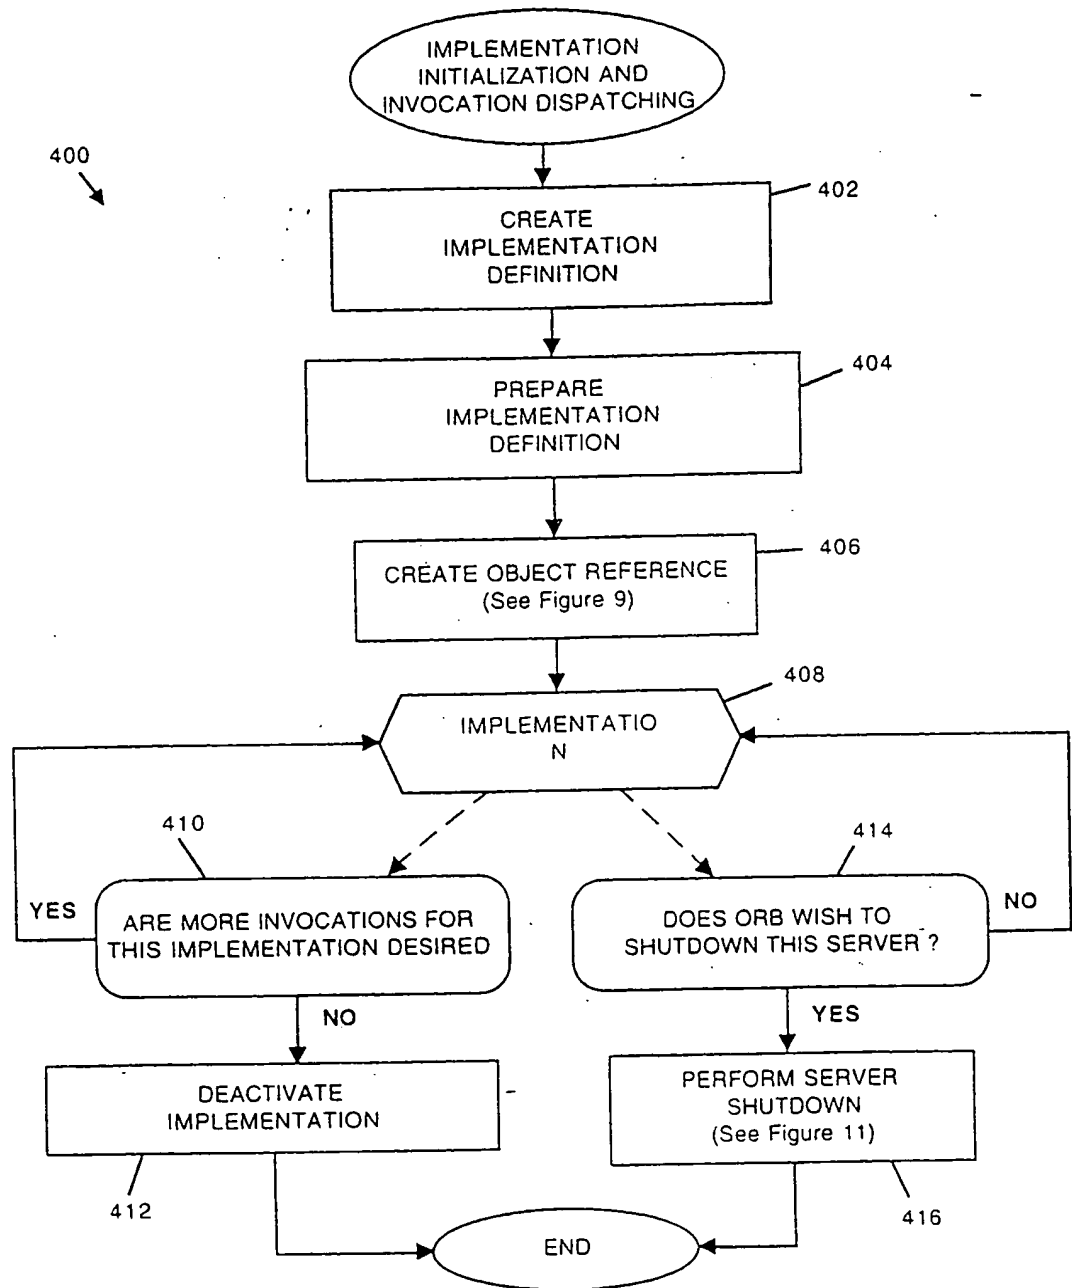 IMPLEMENTATION
INITIALIZATION AND
INVOCATION DISPATCHING
400
402
CREATE
IMPLEMENTATION
DEFINITION
404
PREPARE
IMPLEMENTATION
DEFINITION
406
CREATE OBJECT REFERENCE
(See Figure 9)
408
IMPLEMENTATIO
N
410
414
YES
ARE MORE INVOCATIONS FOR
THIS IMPLEMENTATION DESIRED
DOES ORB WISH TO
SHUTDOWN THIS SERVER ?
NO
NO
YES
DEACTIVATE
IMPLEMENTATION
PERFORM SERVER
SHUTDOWN
(See Figure 11)
412
416
END